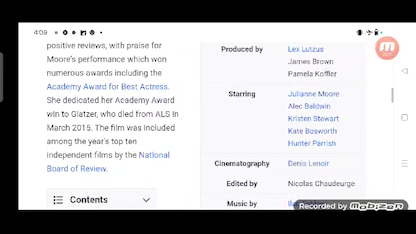 4:09
positive reviews, with praise for
Moore's performance which won
numerous awards including the
Academy Award for Best Actress.
She dedicated her Academy Award
win to Glatzer, who died from ALS in
March 2015. The film was included
among the year's top ten
independent films by the National
Board of Review.
Contents
Produced by
Lex Lutzus
James Brown
Pamela Koffler
Starring
Julianne Moore
Alec Baldwin
Kristen Stewart
Kate Bosworth
Hunter Parrish
Cinematography
Denis Lenoir
Edited by
Nicolas Chaudeurge
Music by
Recorded by
Mobizen